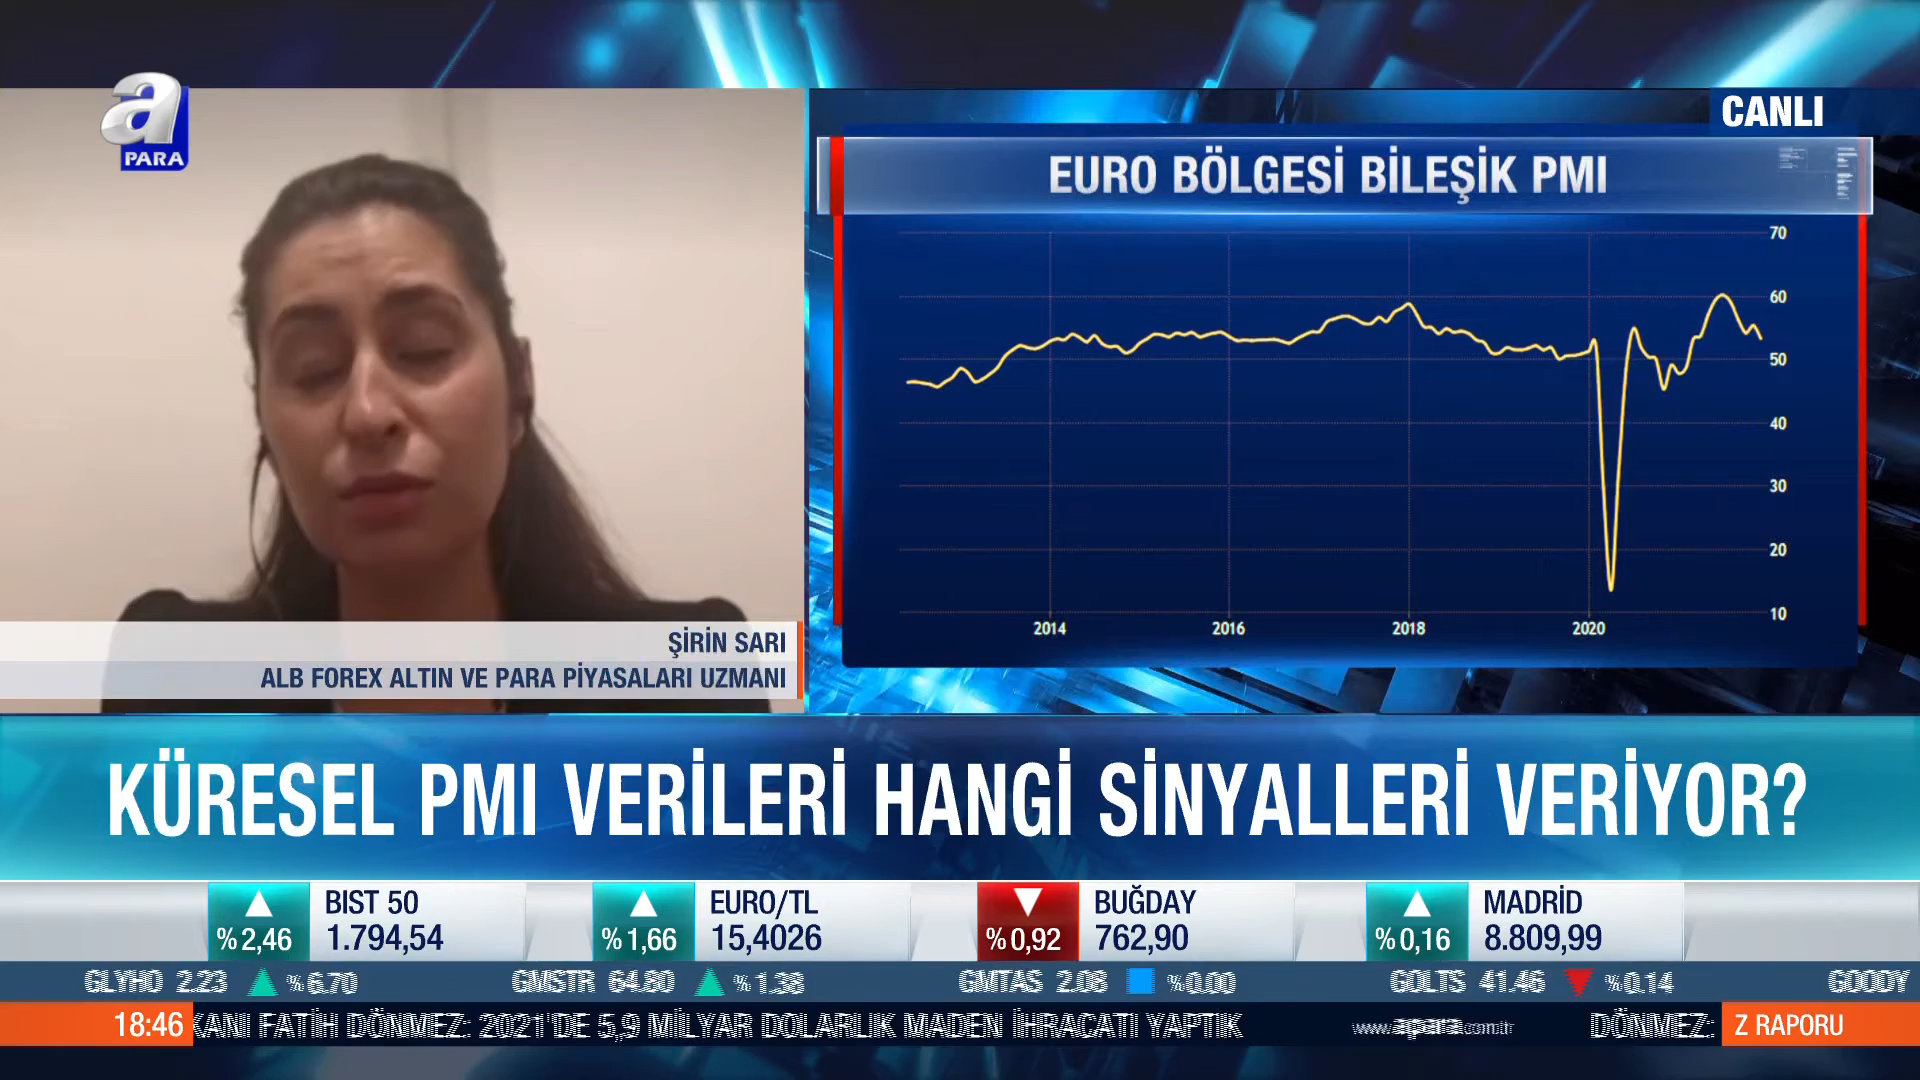 a
PARA
CANLI
EURO BÖLGESİ BİLEŞİK PMI
70
60
50
40
30
20
10
2014 2016 2018 2020
ŞİRİN SARI
ALB FOREX ALTIN VE PARA PİYASALARI UZMANI
KÜRESEL PMI VERİLERİ HANGİ SİNYALLERİ VERİYOR?
%2,46 BIST 50 1.794,54
%1,66 EURO/TL 15,4026
%0,92 BUĞDAY 762,90
%0,16 MADRİD 8.809,99
GLYHO 2.23 %6.70 GMSTR 64.80 %1.38 GMTAS 2.08 %0.00 GOLTS 41.46 %0.14 GOODY
18:46 KANI FATİH DÖNMEZ: 2021'DE 5,9 MİLYAR DOLARLIK MADEN İHRACATI YAPTIK www.apara.com.tr DÖNMEZ: Z RAPORU